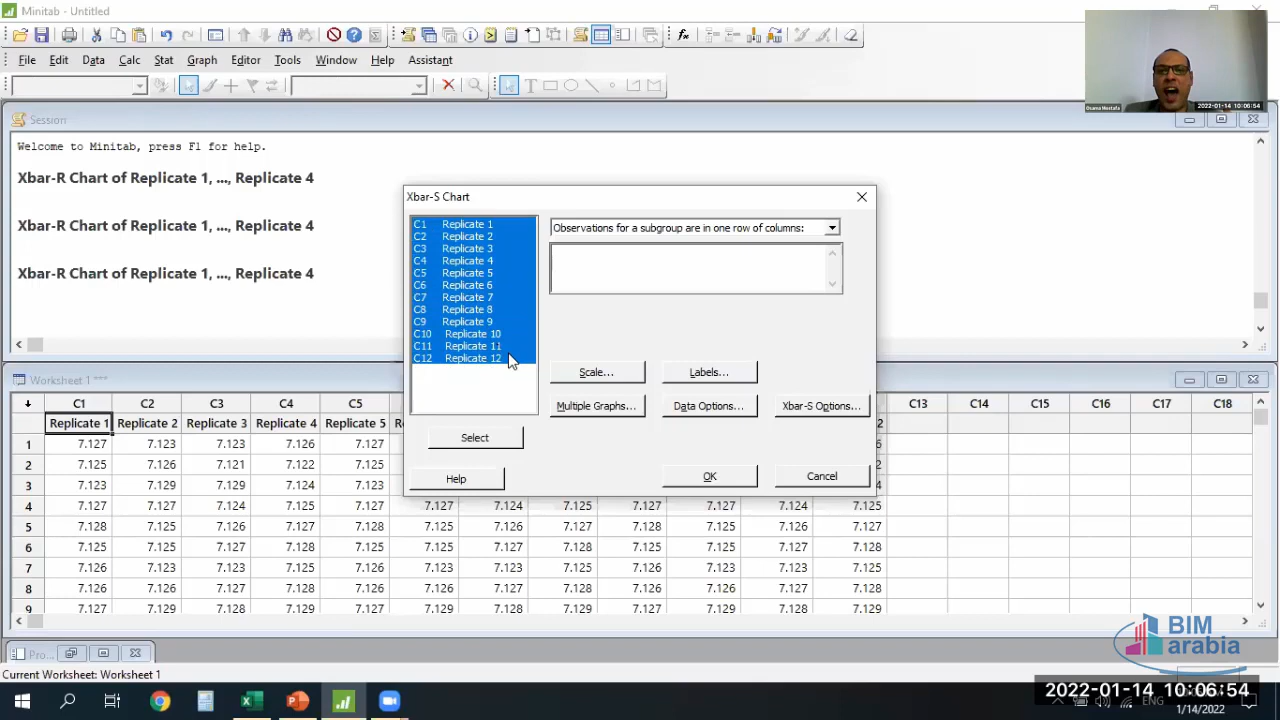 Minitab - Untitled
File Edit Data Calc Stat Graph Editor Tools Window Help Assistant
Osama Mostafa
2022-01-14 10:06:54
Session
Welcome to Minitab, press F1 for help.
Xbar-R Chart of Replicate 1, ..., Replicate 4
Xbar-R Chart of Replicate 1, ..., Replicate 4
Xbar-R Chart of Replicate 1, ..., Replicate 4
Xbar-S Chart
C1 Replicate 1
C2 Replicate 2
C3 Replicate 3
C4 Replicate 4
C5 Replicate 5
C6 Replicate 6
C7 Replicate 7
C8 Replicate 8
C9 Replicate 9
C10 Replicate 10
C11 Replicate 11
C12 Replicate 12
Observations for a subgroup are in one row of columns:
Scale... Labels...
Multiple Graphs... Data Options... Xbar-S Options...
Select
Help OK Cancel
Worksheet 1 ***
C1 C2 C3 C4 C5 C13 C14 C15 C16 C17 C18
Replicate 1 Replicate 2 Replicate 3 Replicate 4 Replicate 5 2
1 7.127 7.123 7.123 7.126 7.127 6
2 7.125 7.126 7.121 7.122 7.125 2
3 7.123 7.129 7.129 7.124 7.123 4
4 7.127 7.127 7.124 7.125 7.127 7.127 7.124 7.125 7.127 7.127 7.124 7.125
5 7.128 7.125 7.126 7.127 7.128 7.125 7.126 7.127 7.128 7.125 7.126 7.127
6 7.125 7.125 7.127 7.128 7.125 7.125 7.127 7.128 7.125 7.125 7.127 7.128
7 7.126 7.123 7.123 7.125 7.126 7.123 7.123 7.125 7.126 7.123 7.123 7.125
8 7.126 7.127 7.128 7.126 7.126 7.127 7.128 7.126 7.126 7.127 7.128 7.126
9 7.127 7.129 7.128 7.129 7.127 7.129 7.128 7.129 7.127 7.129 7.128 7.129
Pro...
Current Worksheet: Worksheet 1
BIM
arabia
2022-01-14 10:06:54
ENG
1/14/2022